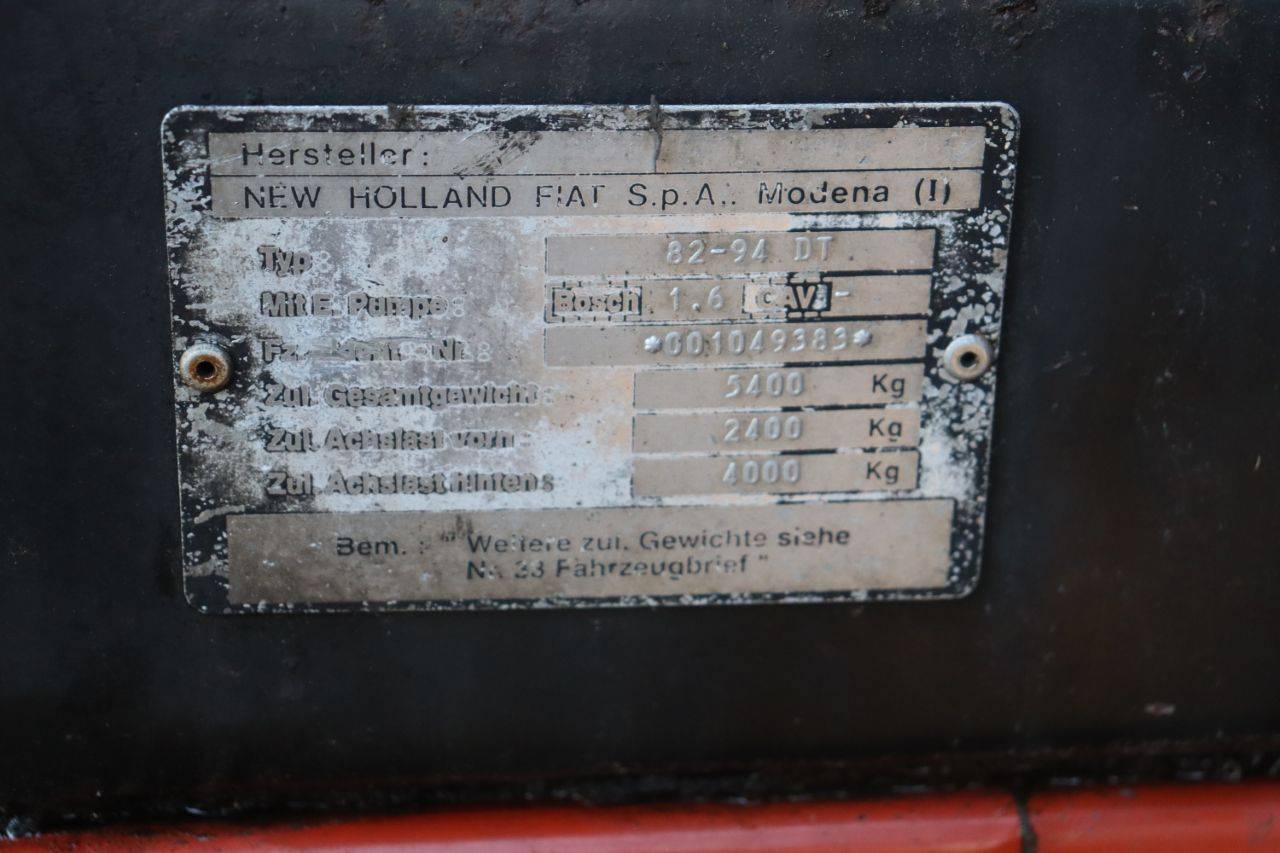 Hersteller:
NEW HOLLAND FIAT S.p.A.. Modena (I)
Typ: 82-94 DT
Mit E. Pumpe: Bosch 1.6 CAV -
*001049383*
Zul. Gesamtgewicht: 5400 Kg
Zul. Achslast vorn: 2400 Kg
Zul. Achslast hinten: 4000 Kg
Bem. : "Weitere zul. Gewichte siehe
Nr. 33 Fahrzeugbrief"